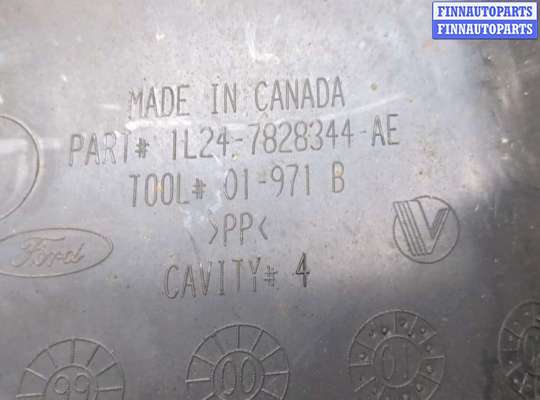 FINNAUTOPARTS
FINNAUTOPARTS
MADE IN CANADA
PART# 1L24-7828344-AE
TOOL# 01-971 B
>PP<
Ford
CAVITY# 4
99 00 01